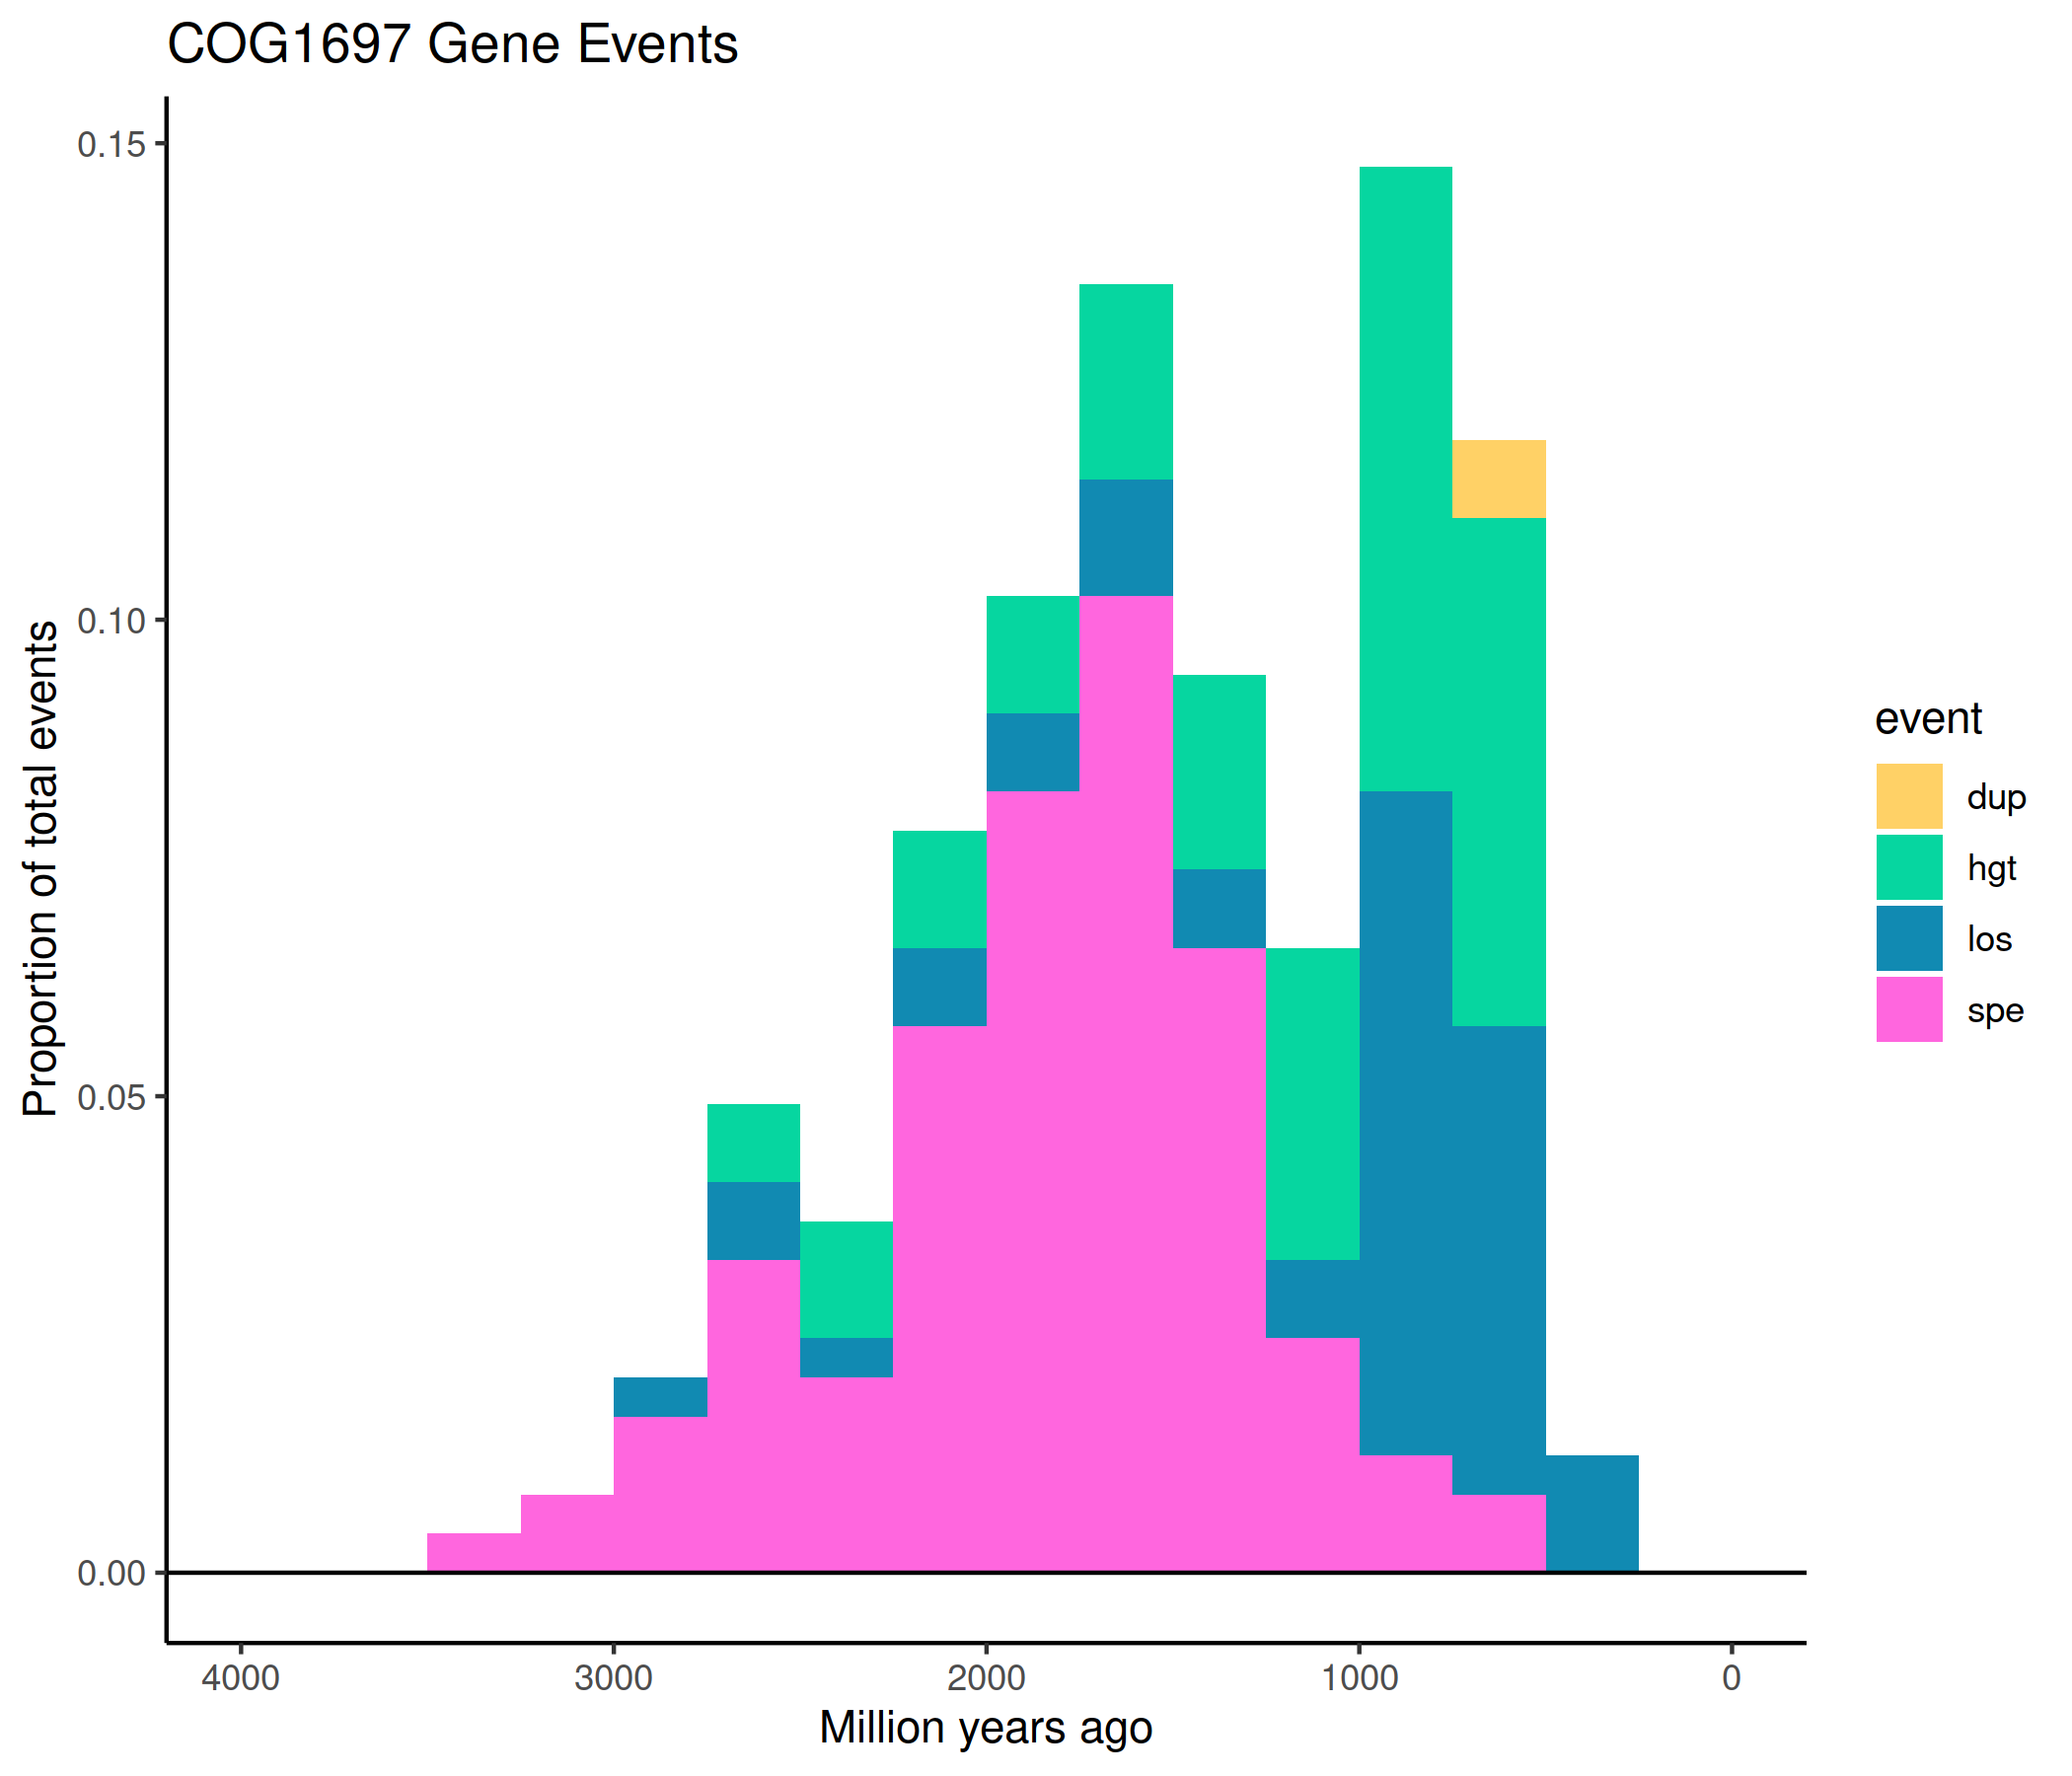 COG1697 Gene Events
0.15
0.10
0.05
0.00
Proportion of total events
4000
3000
2000
1000
0
Million years ago
event
dup
hgt
los
spe